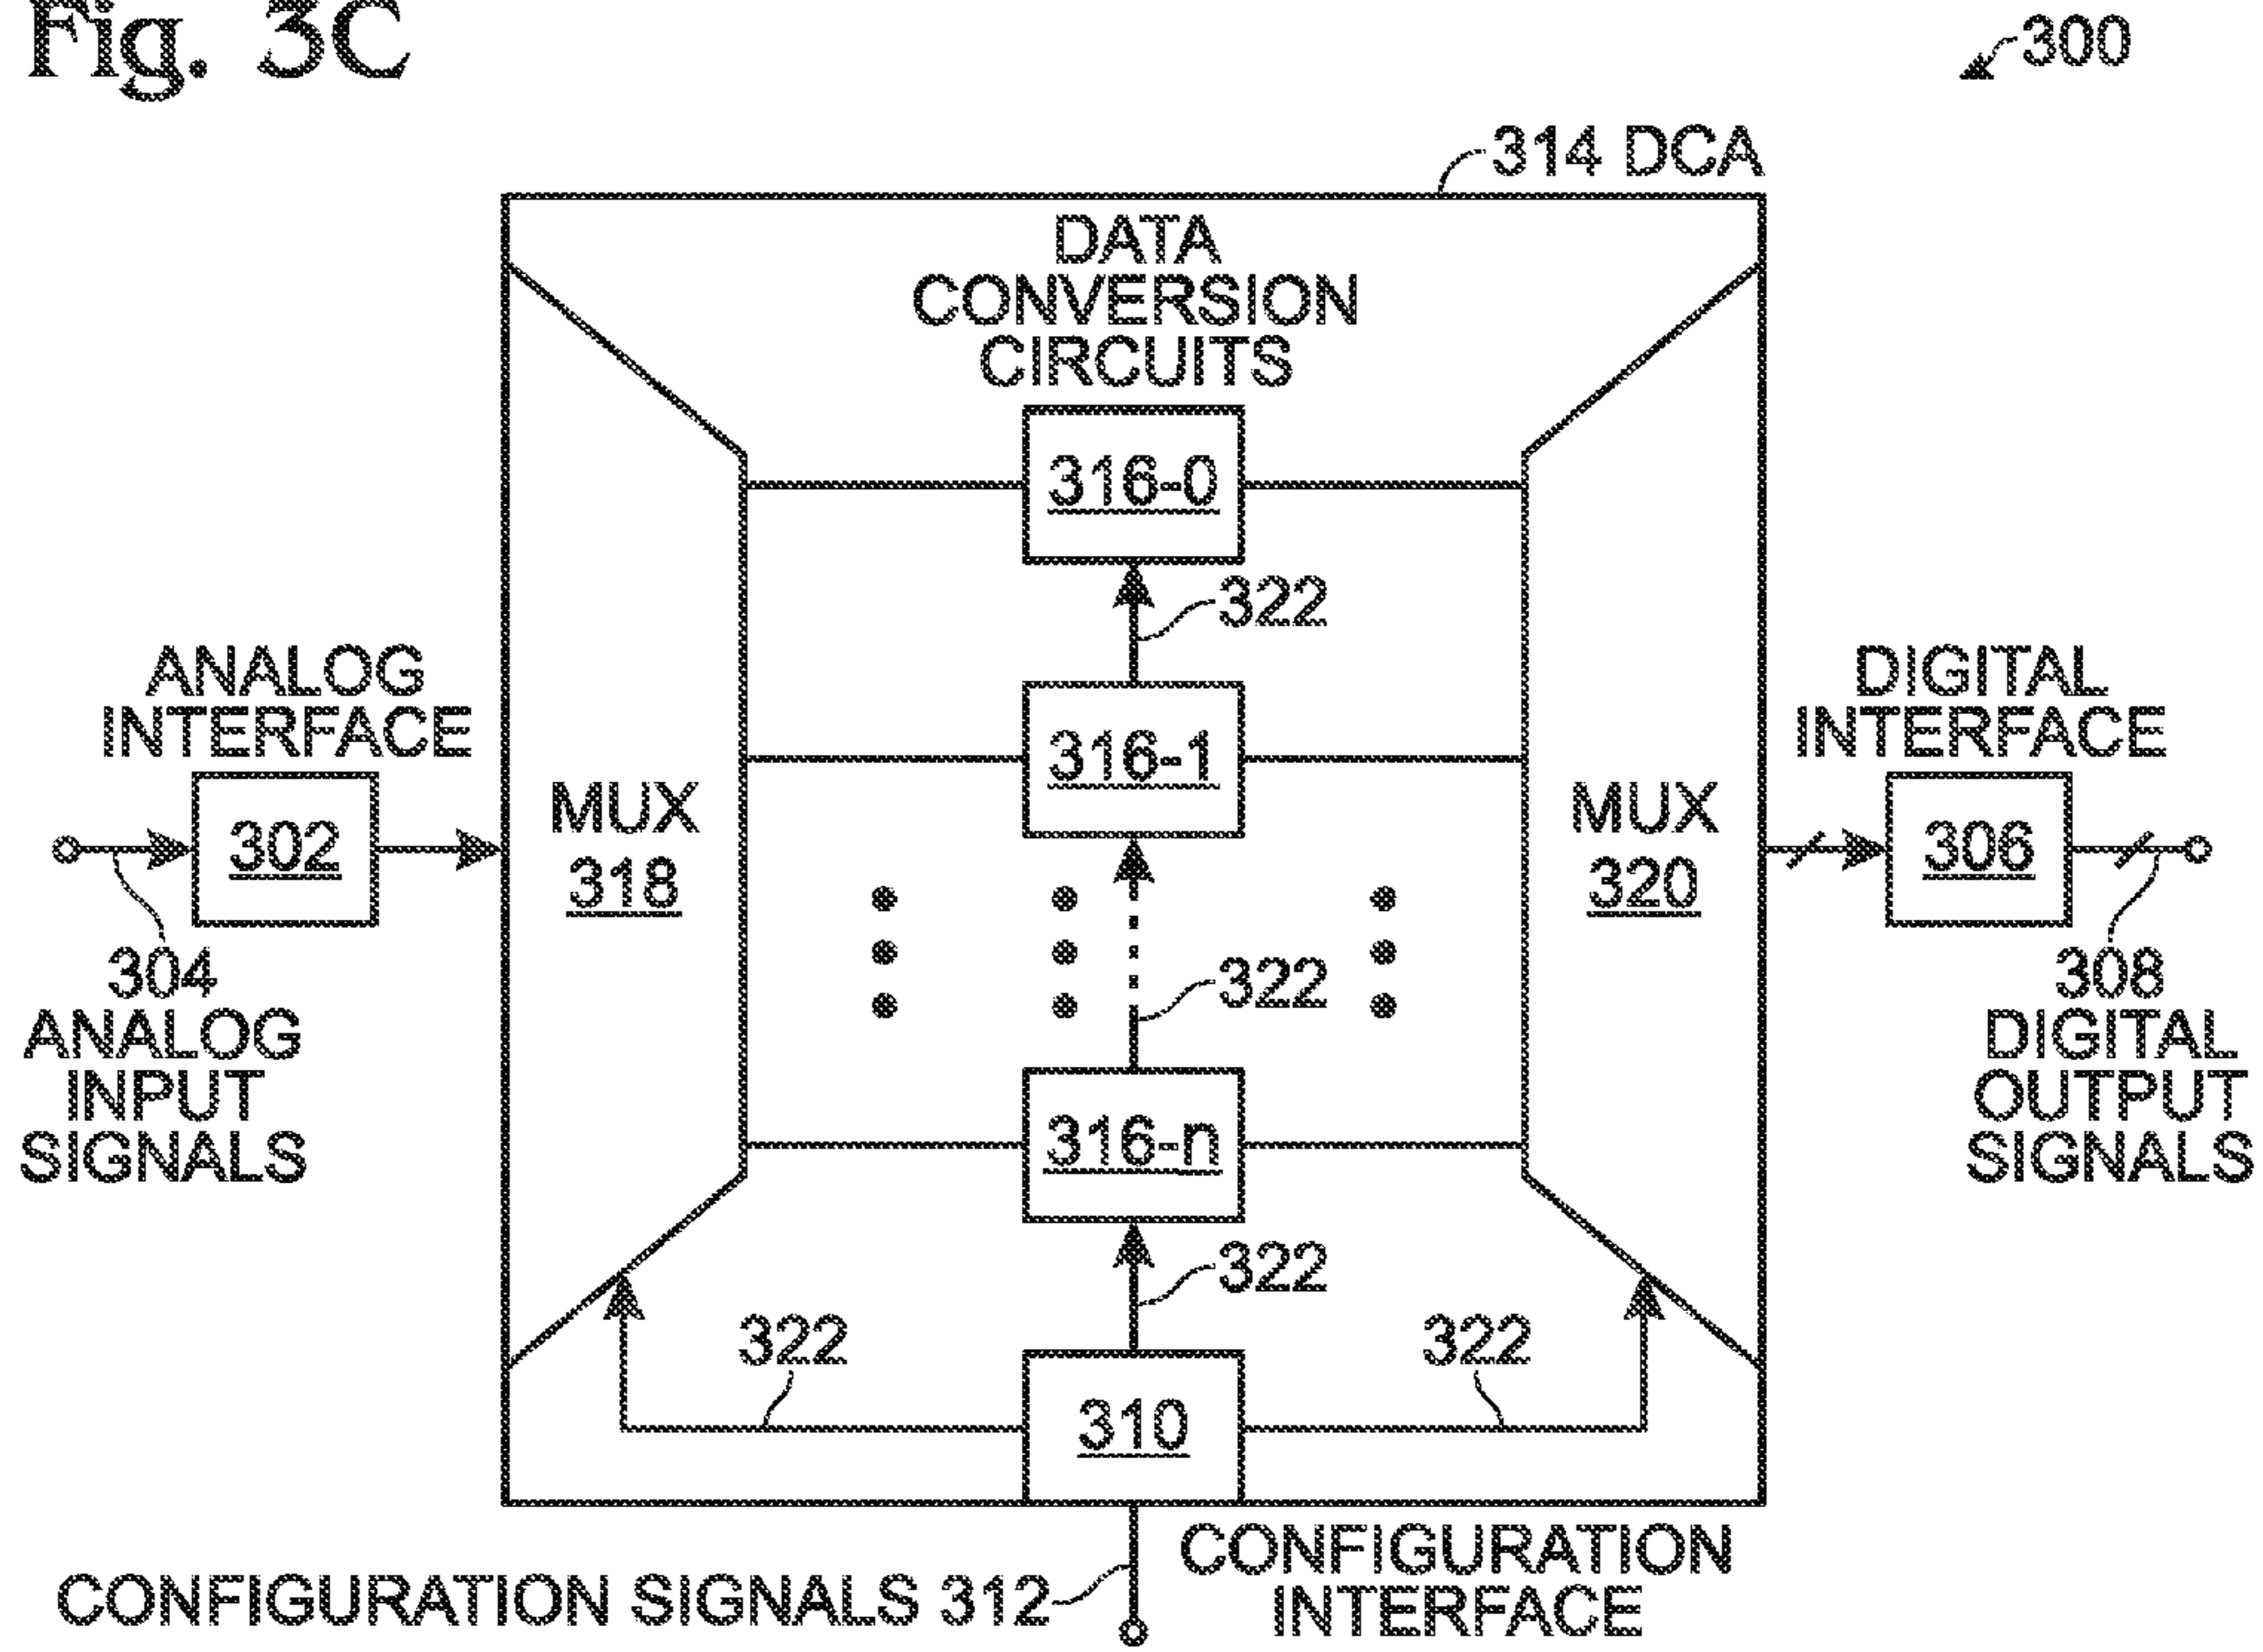 Fig. 3C
300
314 DCA
DATA
CONVERSION
CIRCUITS
316-0
322
ANALOG
INTERFACE
302
304
ANALOG
INPUT
SIGNALS
MUX
318
316-1
322
316-n
322
MUX
320
DIGITAL
INTERFACE
306
308
DIGITAL
OUTPUT
SIGNALS
322
322
310
CONFIGURATION SIGNALS 312
CONFIGURATION
INTERFACE